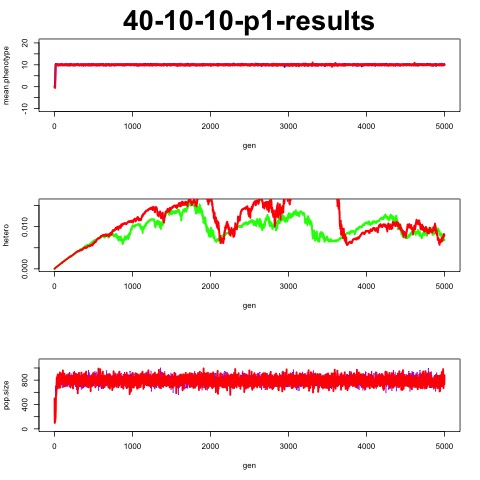 40-10-10-p1-results
mean.phenotype
-10 0 10 20
0 1000 2000 3000 4000 5000
gen
hetero
0.000 0.010
0 1000 2000 3000 4000 5000
gen
pop.size
0 400 800
0 1000 2000 3000 4000 5000
gen